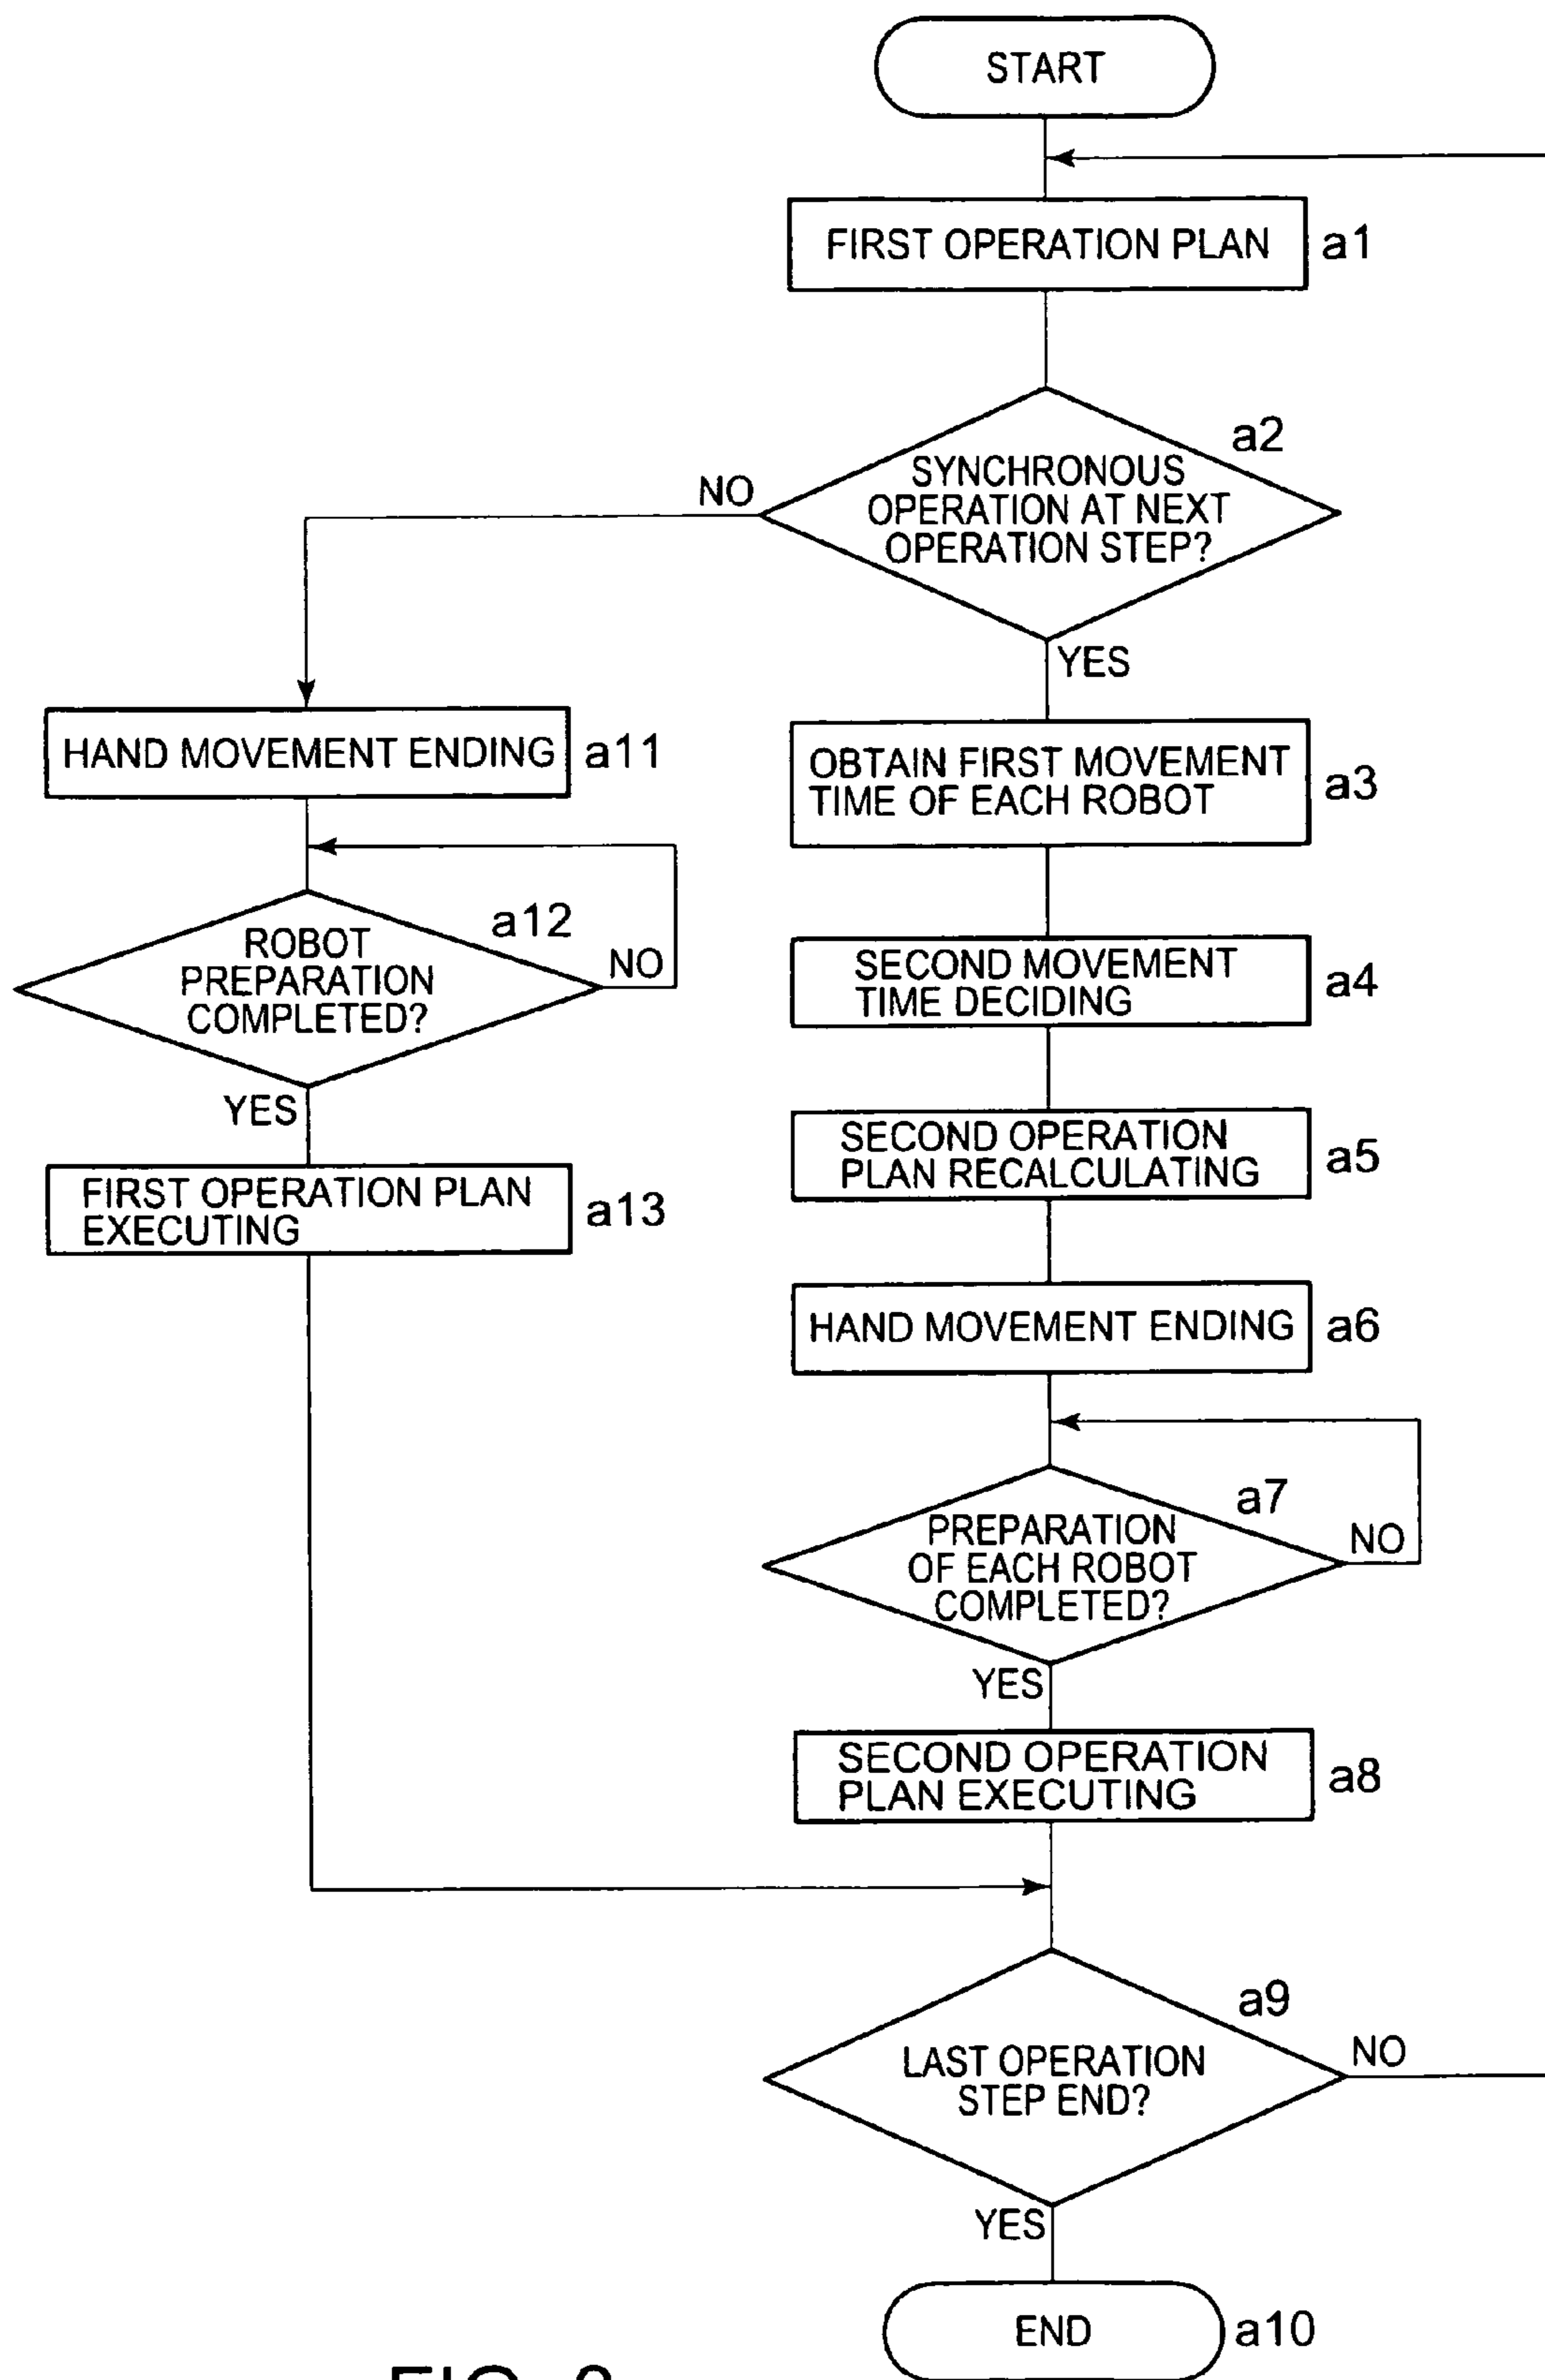 START
FIRST OPERATION PLAN
a1
a2
SYNCHRONOUS
OPERATION AT NEXT
OPERATION STEP?
NO
YES
HAND MOVEMENT ENDING
a11
OBTAIN FIRST MOVEMENT
TIME OF EACH ROBOT
a3
a12
ROBOT
PREPARATION
COMPLETED?
NO
YES
SECOND MOVEMENT
TIME DECIDING
a4
FIRST OPERATION PLAN
EXECUTING
a13
SECOND OPERATION
PLAN RECALCULATING
a5
HAND MOVEMENT ENDING
a6
a7
PREPARATION
OF EACH ROBOT
COMPLETED?
NO
YES
SECOND OPERATION
PLAN EXECUTING
a8
a9
LAST OPERATION
STEP END?
NO
YES
END
a10